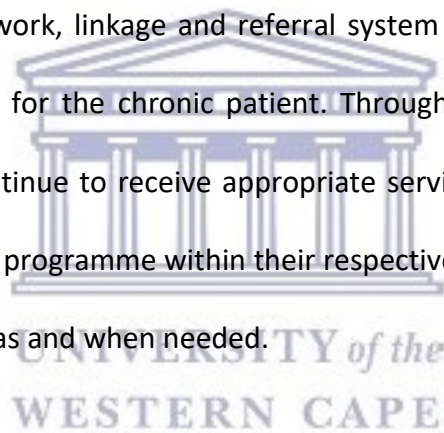 work, linkage and referral system
for the chronic patient. Through
tinue to receive appropriate servi
programme within their respective
as and when needed.
UNIVERSITY of the
WESTERN CAPE